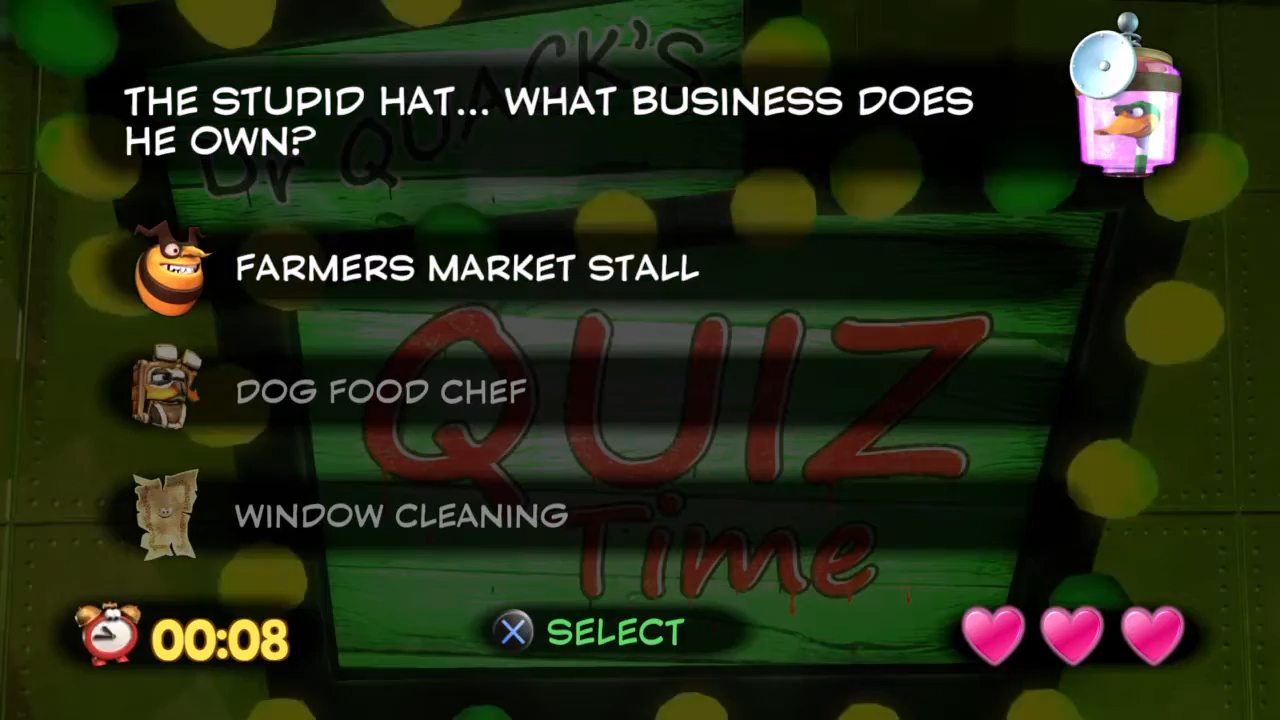 Dr QUACK'S
THE STUPID HAT... WHAT BUSINESS DOES
HE OWN?
FARMERS MARKET STALL
DOG FOOD CHEF
WINDOW CLEANING
QUIZ
Time
00:08
SELECT